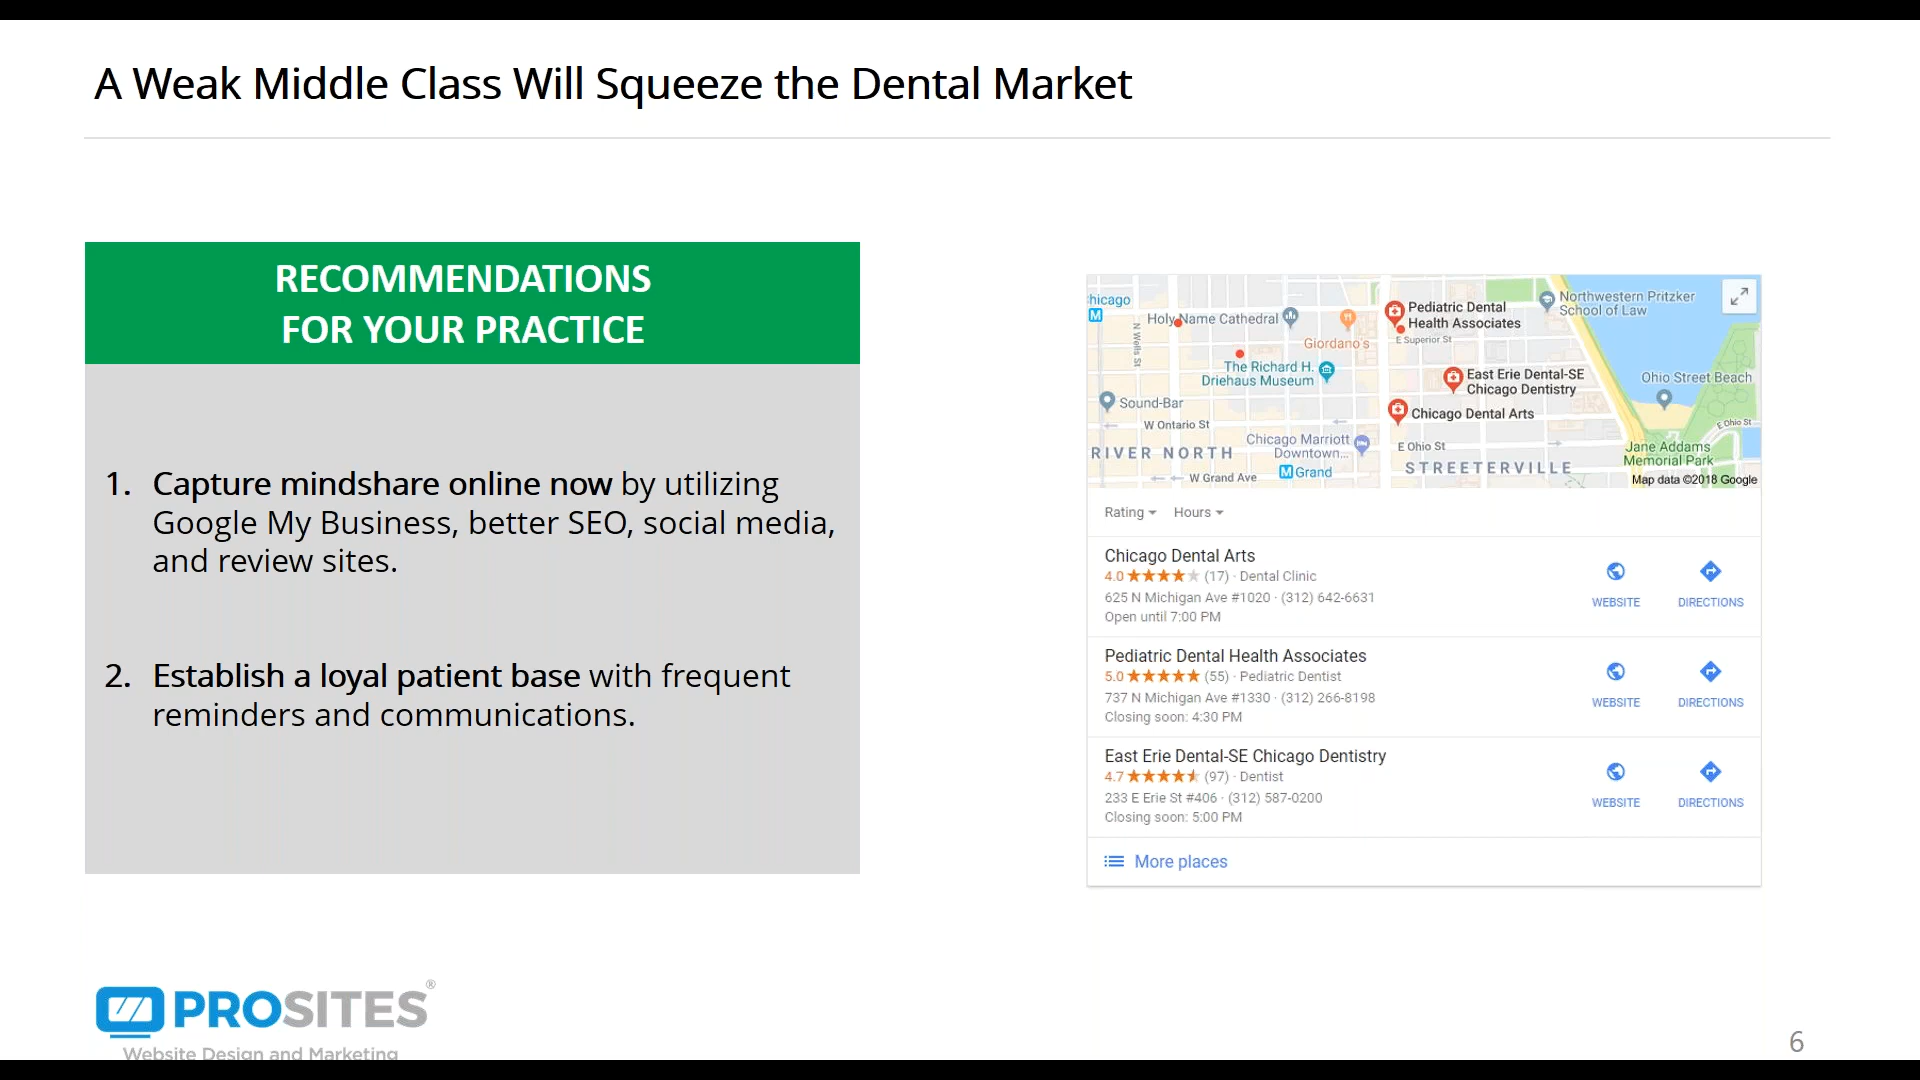 A Weak Middle Class Will Squeeze the Dental Market
RECOMMENDATIONS
FOR YOUR PRACTICE
1. Capture mindshare online now by utilizing
Google My Business, better SEO, social media,
and review sites.
2. Establish a loyal patient base with frequent
reminders and communications.
hicago
M
N Wells St
Holy Name Cathedral
Giordano's
The Richard H.
Driehaus Museum
Sound-Bar
W Ontario St
Chicago Marriott
Downtown...
RIVER NORTH
M Grand
W Grand Ave
Pediatric Dental
Health Associates
E Superior St
East Erie Dental-SE
Chicago Dentistry
Chicago Dental Arts
E Ohio St
STREETERVILLE
Northwestern Pritzker
School of Law
Ohio Street Beach
E Ohio St
Jane Addams
Memorial Park
Map data ©2018 Google
Rating Hours
Chicago Dental Arts
4.0 ★★★★★ (17) · Dental Clinic
625 N Michigan Ave #1020 · (312) 642-6631
Open until 7:00 PM
WEBSITE DIRECTIONS
Pediatric Dental Health Associates
5.0 ★★★★★ (55) · Pediatric Dentist
737 N Michigan Ave #1330 · (312) 266-8198
Closing soon: 4:30 PM
WEBSITE DIRECTIONS
East Erie Dental-SE Chicago Dentistry
4.7 ★★★★★ (97) · Dentist
233 E Erie St #406 · (312) 587-0200
Closing soon: 5:00 PM
WEBSITE DIRECTIONS
More places
PROSITES®
Website Design and Marketing
6